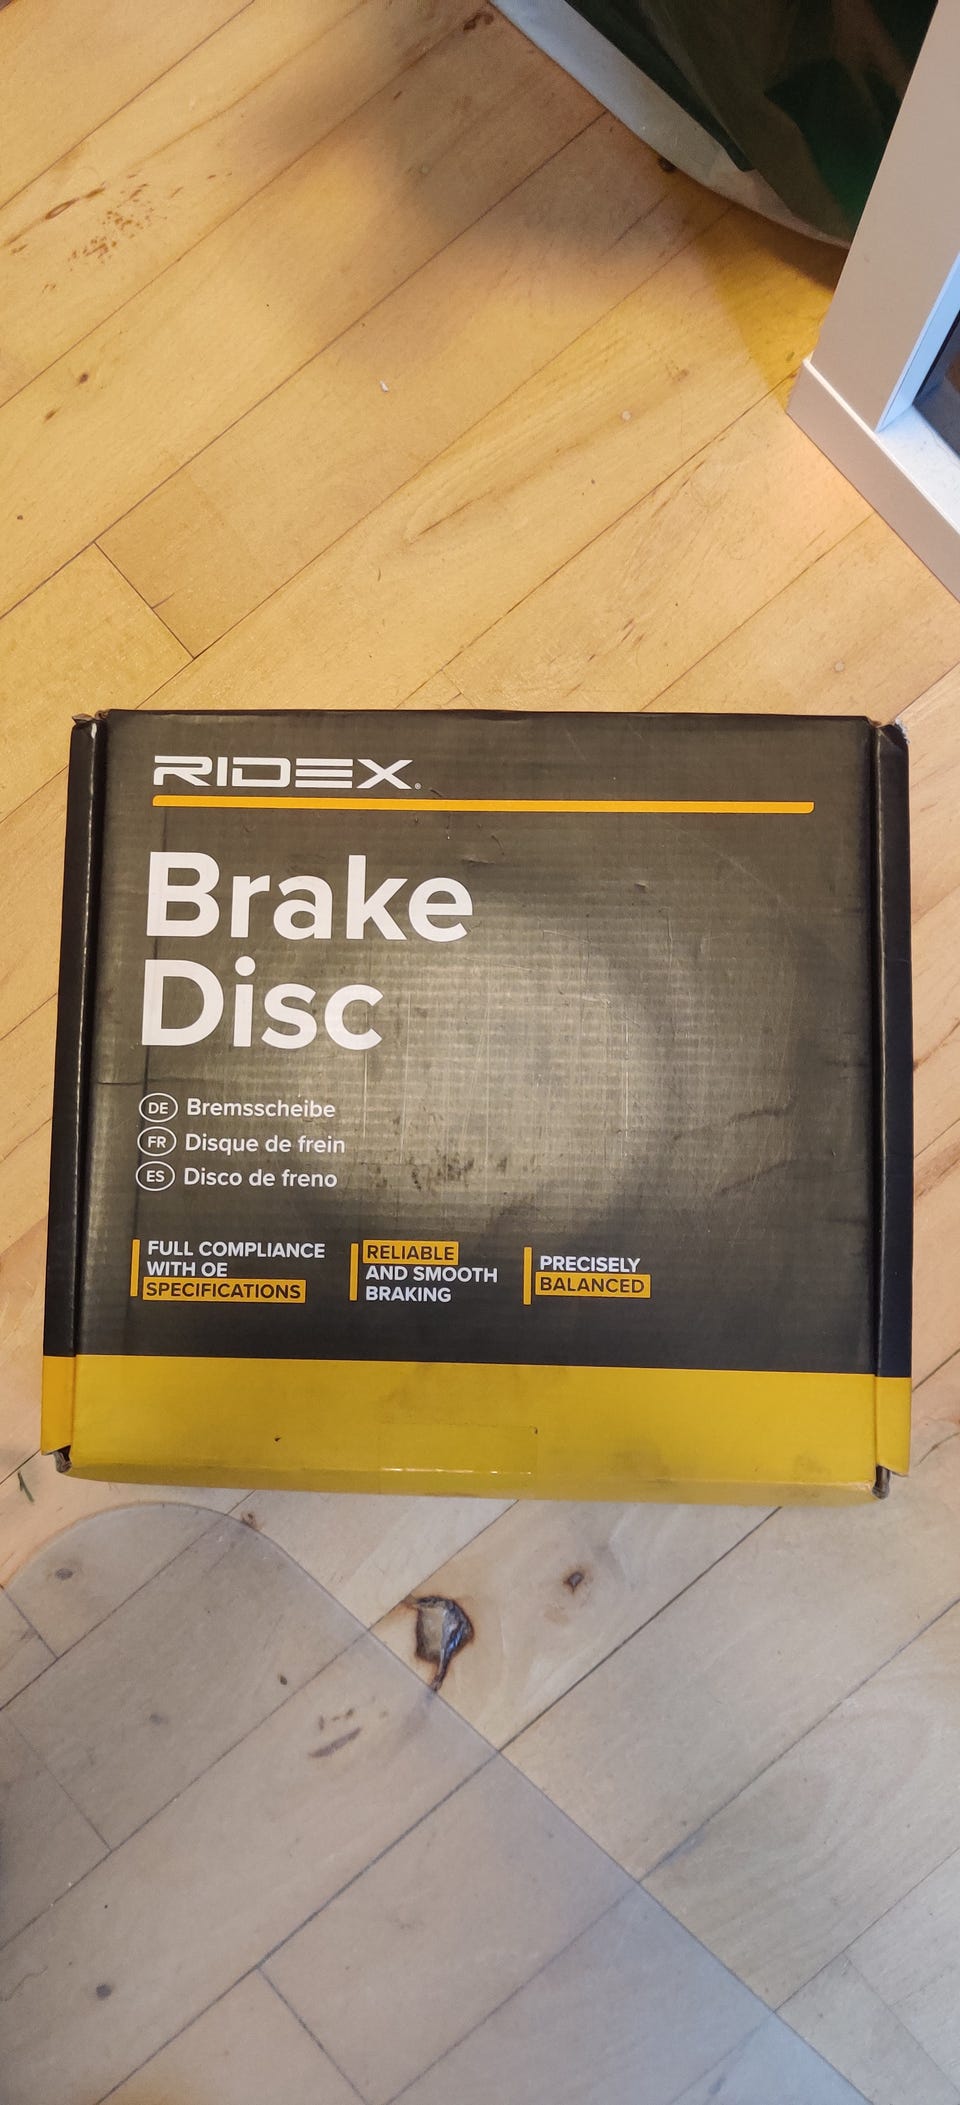 RIDEX®
Brake
Disc
DE Bremsscheibe
FR Disque de frein
ES Disco de freno
FULL COMPLIANCE
WITH OE
SPECIFICATIONS
RELIABLE
AND SMOOTH
BRAKING
PRECISELY
BALANCED